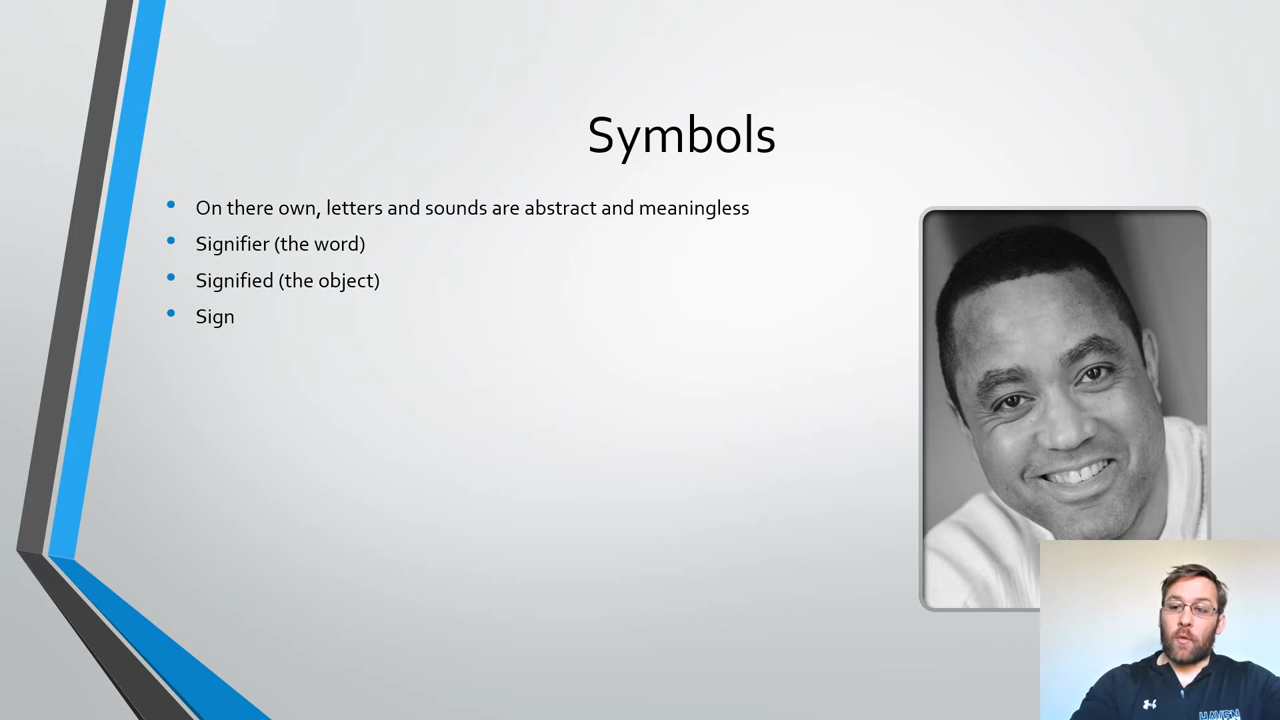 Symbols
On there own, letters and sounds are abstract and meaningless
Signifier (the word)
Signified (the object)
Sign